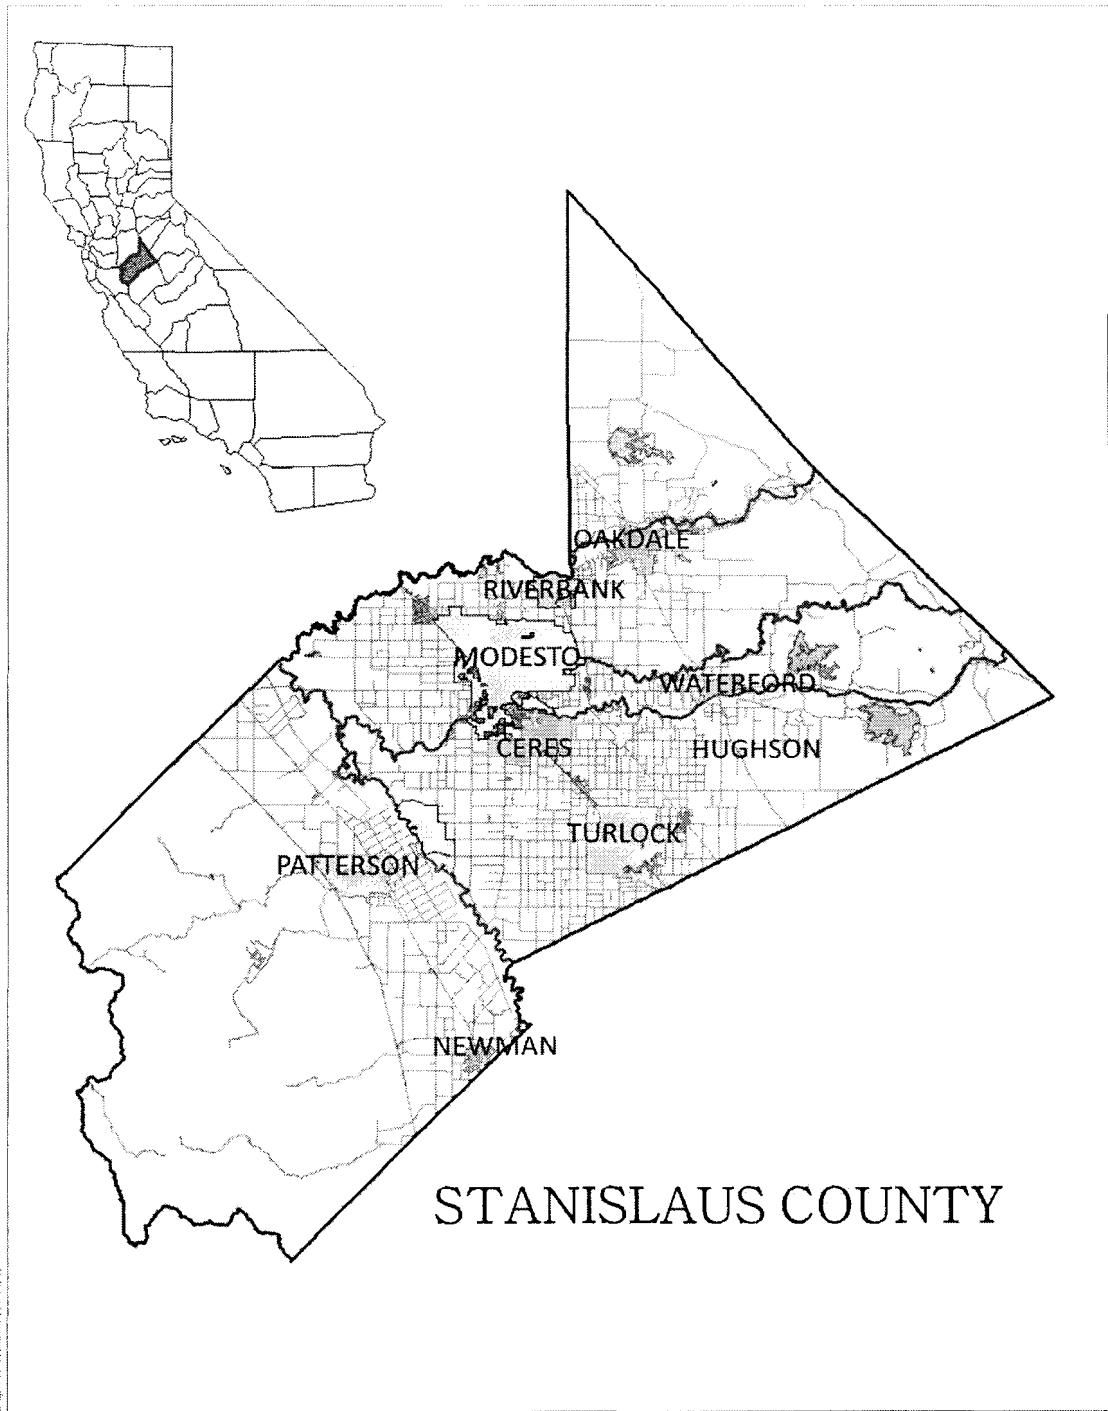 OAKDALE
RIVERBANK
MODESTO
WATERFORD
CERES
HUGHSON
TURLOCK
PATTERSON
NEWMAN
STANISLAUS COUNTY